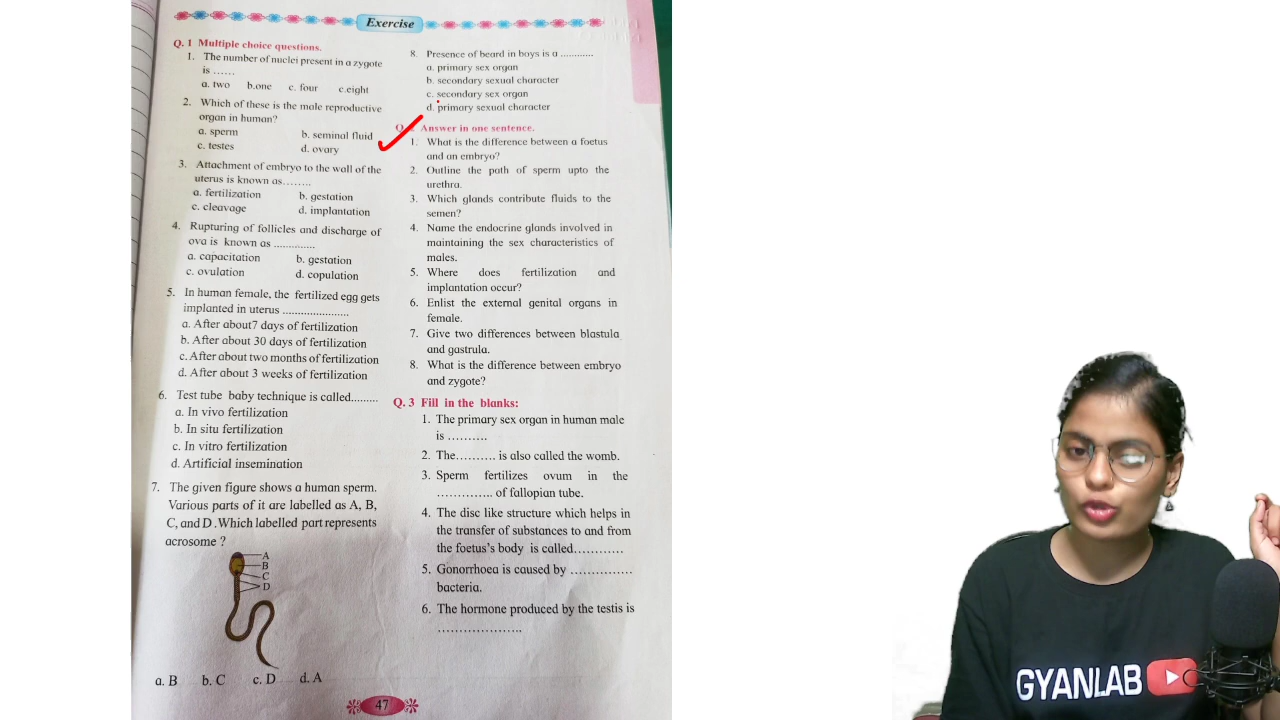 Exercise
Q. 1 Multiple choice questions.
1. The number of nuclei present in a zygote
is ......
a. two b.one c. four c.eight
2. Which of these is the male reproductive
organ in human?
a. sperm b. seminal fluid
c. testes d. ovary
3. Attachment of embryo to the wall of the
uterus is known as........
a. fertilization b. gestation
c. cleavage d. implantation
4. Rupturing of follicles and discharge of
ova is known as ..............
a. capacitation b. gestation
c. ovulation d. copulation
5. In human female, the fertilized egg gets
implanted in uterus ......................
a. After about7 days of fertilization
b. After about 30 days of fertilization
c. After about two months of fertilization
d. After about 3 weeks of fertilization
6. Test tube baby technique is called.........
a. In vivo fertilization
b. In situ fertilization
c. In vitro fertilization
d. Artificial insemination
7. The given figure shows a human sperm.
Various parts of it are labelled as A, B,
C, and D .Which labelled part represents
acrosome ?
A
B
C
D
a. B b. C c. D d. A
8. Presence of beard in boys is a ............
a. primary sex organ
b. secondary sexual character
c. secondary sex organ
d. primary sexual character
Q. Answer in one sentence.
1. What is the difference between a foetus
and an embryo?
2. Outline the path of sperm upto the
urethra.
3. Which glands contribute fluids to the
semen?
4. Name the endocrine glands involved in
maintaining the sex characteristics of
males.
5. Where does fertilization and
implantation occur?
6. Enlist the external genital organs in
female.
7. Give two differences between blastula
and gastrula.
8. What is the difference between embryo
and zygote?
Q. 3 Fill in the blanks:
1. The primary sex organ in human male
is ..........
2. The.......... is also called the womb.
3. Sperm fertilizes ovum in the
.............. of fallopian tube.
4. The disc like structure which helps in
the transfer of substances to and from
the foetus's body is called............
5. Gonorrhoea is caused by ...............
bacteria.
6. The hormone produced by the testis is
.....................
47
GYANLAB